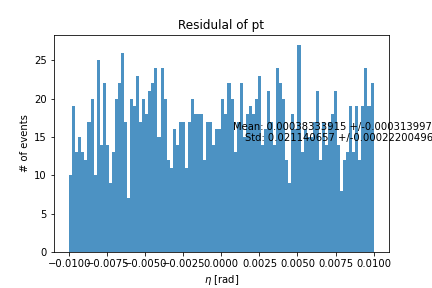 Residulal of pt
# of events
25
20
15
10
5
0
Mean: 0.00038333915 +/-0.000313997
Std: 0.021140657 +/-0.00022200496
−0.0100 −0.0075 −0.0050 −0.0025 0.0000 0.0025 0.0050 0.0075 0.0100
η [rad]